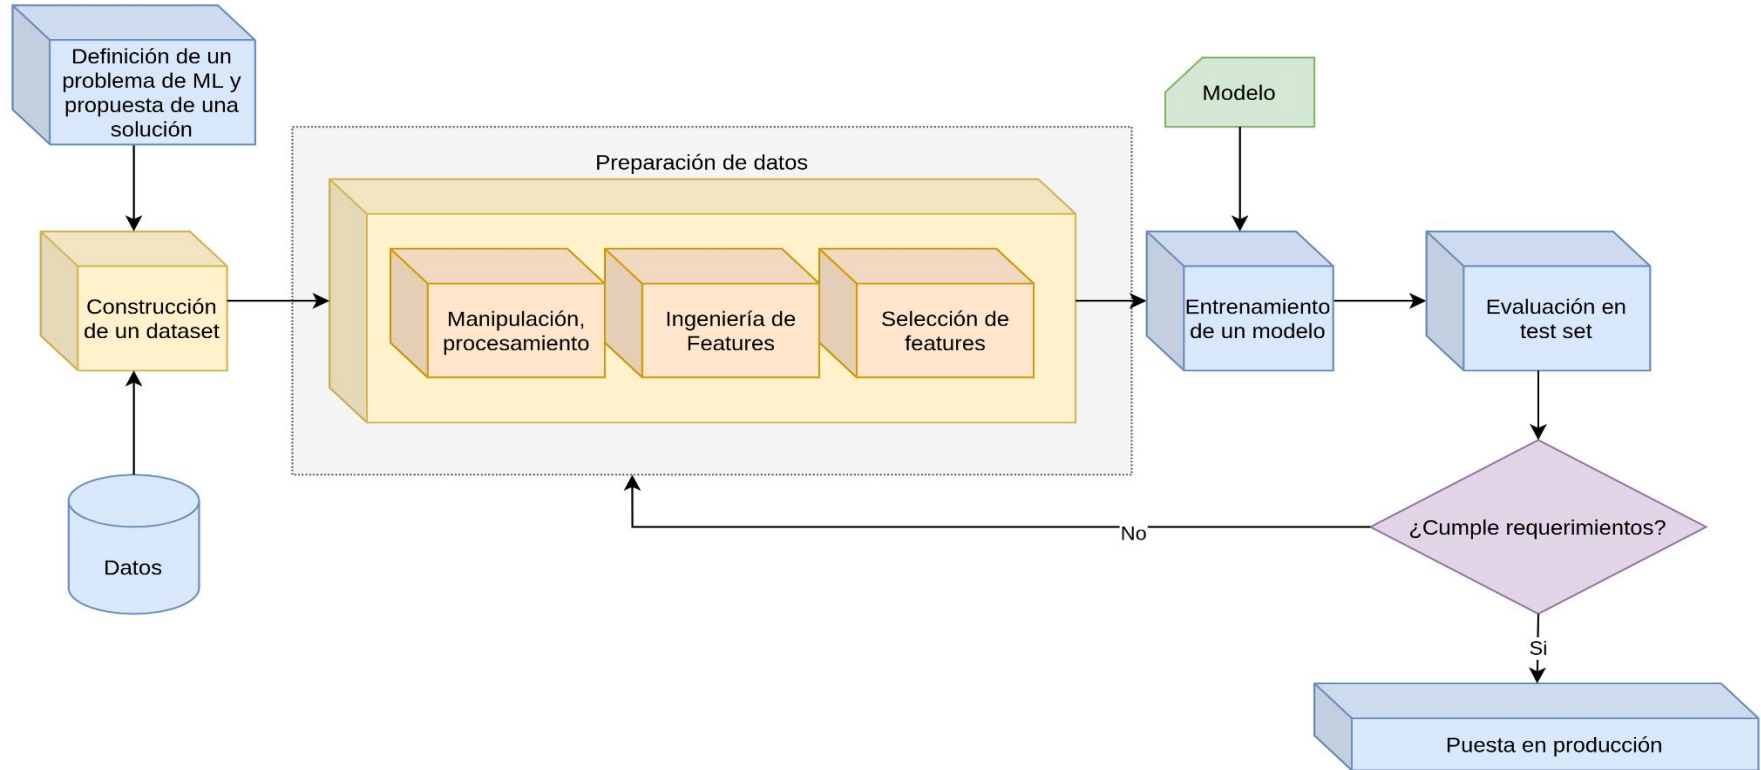 Definición de un
problema de ML y
propuesta de una
solución
Modelo
Preparación de datos
Construcción
de un dataset
Manipulación,
procesamiento
Ingeniería de
Features
Selección de
features
Entrenamiento
de un modelo
Evaluación en
test set
Datos
No
¿Cumple requerimientos?
Si
Puesta en producción